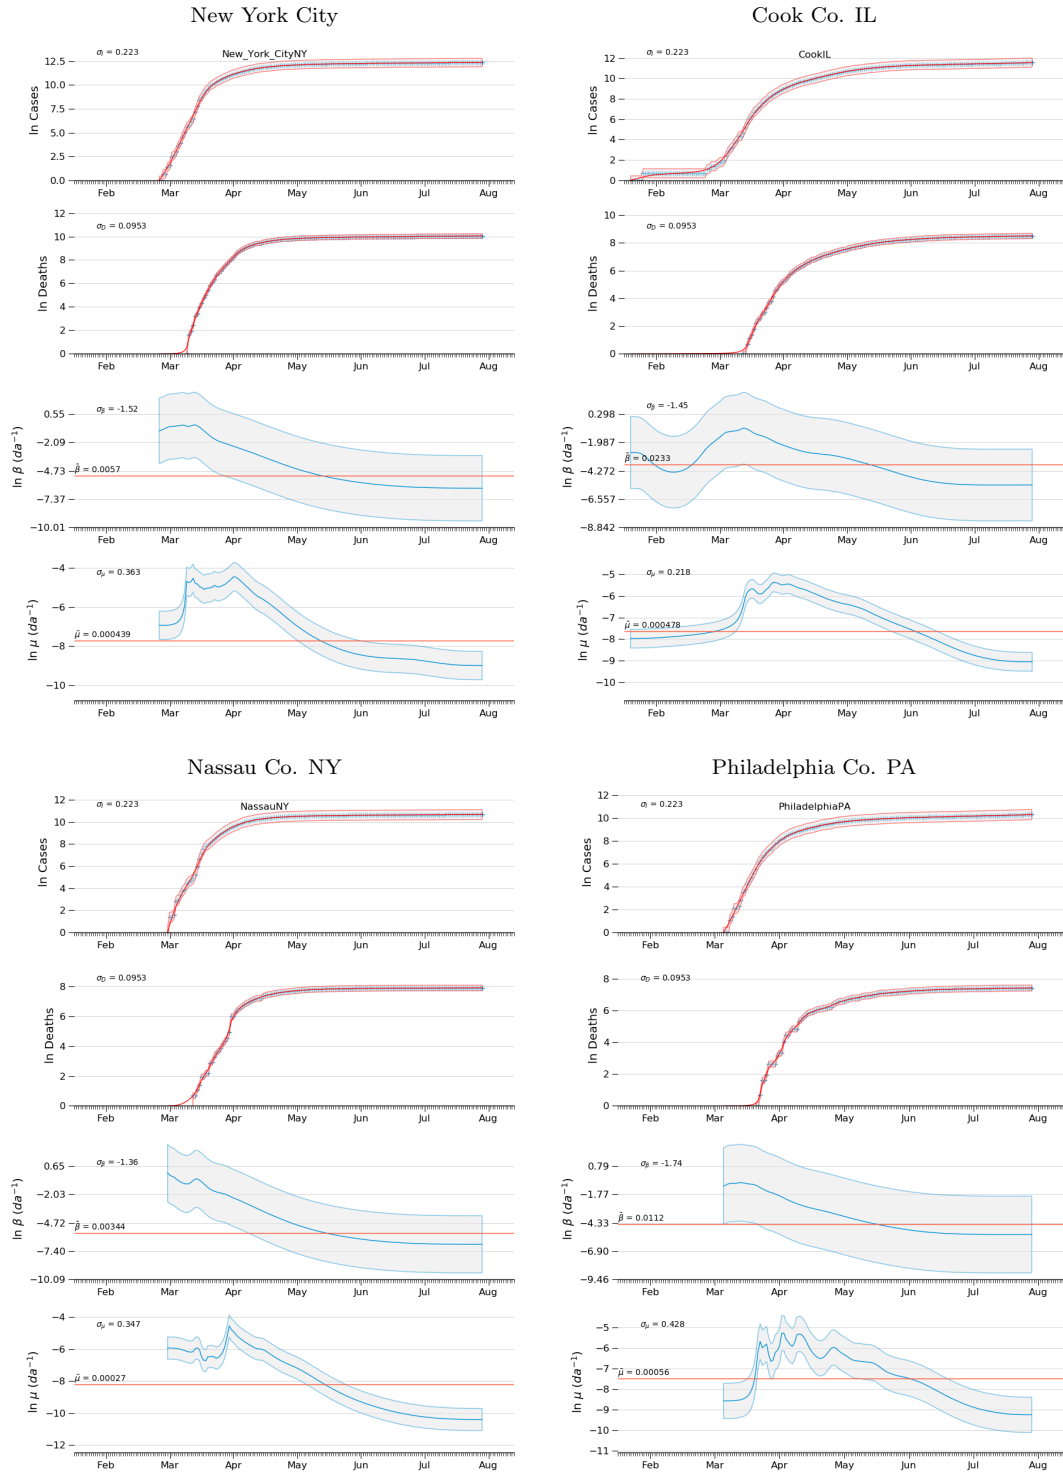 New York City
σI = 0.223
New_York_CityNY
ln Cases
12.5
10.0
7.5
5.0
2.5
0.0
Feb Mar Apr May Jun Jul Aug
σD = 0.0953
ln Deaths
12
10
8
6
4
2
0
Feb Mar Apr May Jun Jul Aug
σβ = -1.52
ln β (da−1)
0.55
−2.09
−4.73
−7.37
−10.01
β̃ = 0.0057
Feb Mar Apr May Jun Jul Aug
σμ = 0.363
ln μ (da−1)
−4
−6
−8
−10
μ̃ = 0.000439
Feb Mar Apr May Jun Jul Aug
Cook Co. IL
σI = 0.223
CookIL
ln Cases
12
10
8
6
4
2
0
Feb Mar Apr May Jun Jul Aug
σD = 0.0953
ln Deaths
10
8
6
4
2
0
Feb Mar Apr May Jun Jul Aug
σβ = -1.45
ln β (da−1)
0.298
−1.987
−4.272
−6.557
−8.842
β̃ = 0.0233
Feb Mar Apr May Jun Jul Aug
σμ = 0.218
ln μ (da−1)
−5
−6
−7
−8
−9
−10
μ̃ = 0.000478
Feb Mar Apr May Jun Jul Aug
Nassau Co. NY
σI = 0.223
NassauNY
ln Cases
12
10
8
6
4
2
0
Feb Mar Apr May Jun Jul Aug
σD = 0.0953
ln Deaths
8
6
4
2
0
Feb Mar Apr May Jun Jul Aug
σβ = -1.36
ln β (da−1)
0.65
−2.03
−4.72
−7.40
−10.09
β̃ = 0.00344
Feb Mar Apr May Jun Jul Aug
σμ = 0.347
ln μ (da−1)
−4
−6
−8
−10
−12
μ̃ = 0.00027
Feb Mar Apr May Jun Jul Aug
Philadelphia Co. PA
σI = 0.223
PhiladelphiaPA
ln Cases
12
10
8
6
4
2
0
Feb Mar Apr May Jun Jul Aug
σD = 0.0953
ln Deaths
8
6
4
2
0
Feb Mar Apr May Jun Jul Aug
σβ = -1.74
ln β (da−1)
0.79
−1.77
−4.33
−6.90
−9.46
β̃ = 0.0112
Feb Mar Apr May Jun Jul Aug
σμ = 0.428
ln μ (da−1)
−5
−6
−7
−8
−9
−10
−11
μ̃ = 0.00056
Feb Mar Apr May Jun Jul Aug